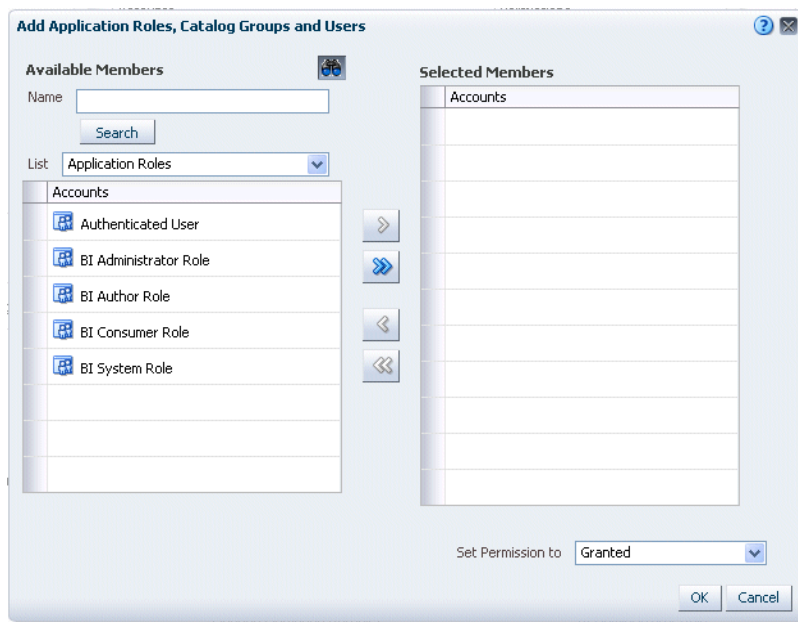 Add Application Roles, Catalog Groups and Users
Available Members
Name
Search
List Application Roles
Accounts
Authenticated User
BI Administrator Role
BI Author Role
BI Consumer Role
BI System Role
Selected Members
Accounts
Set Permission to Granted
OK Cancel